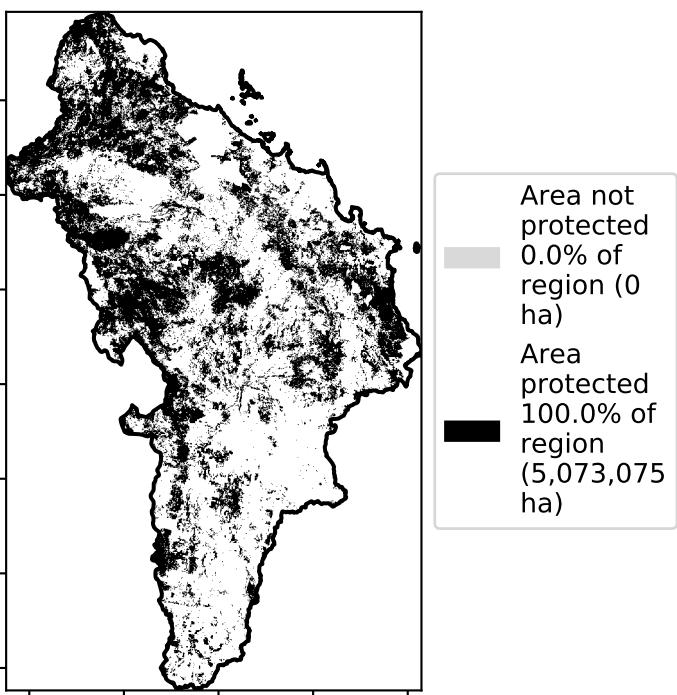 Area not
protected
0.0% of
region (0
ha)
Area
protected
100.0% of
region
(5,073,075
ha)